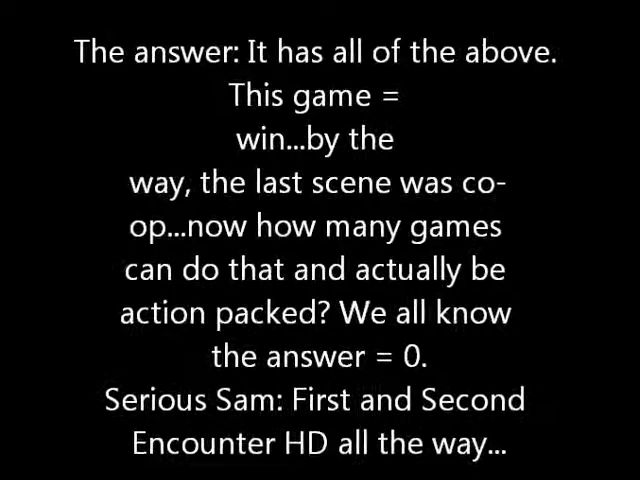 The answer: It has all of the above.
This game =
win...by the
way, the last scene was co-
op...now how many games
can do that and actually be
action packed? We all know
the answer = 0.
Serious Sam: First and Second
Encounter HD all the way...